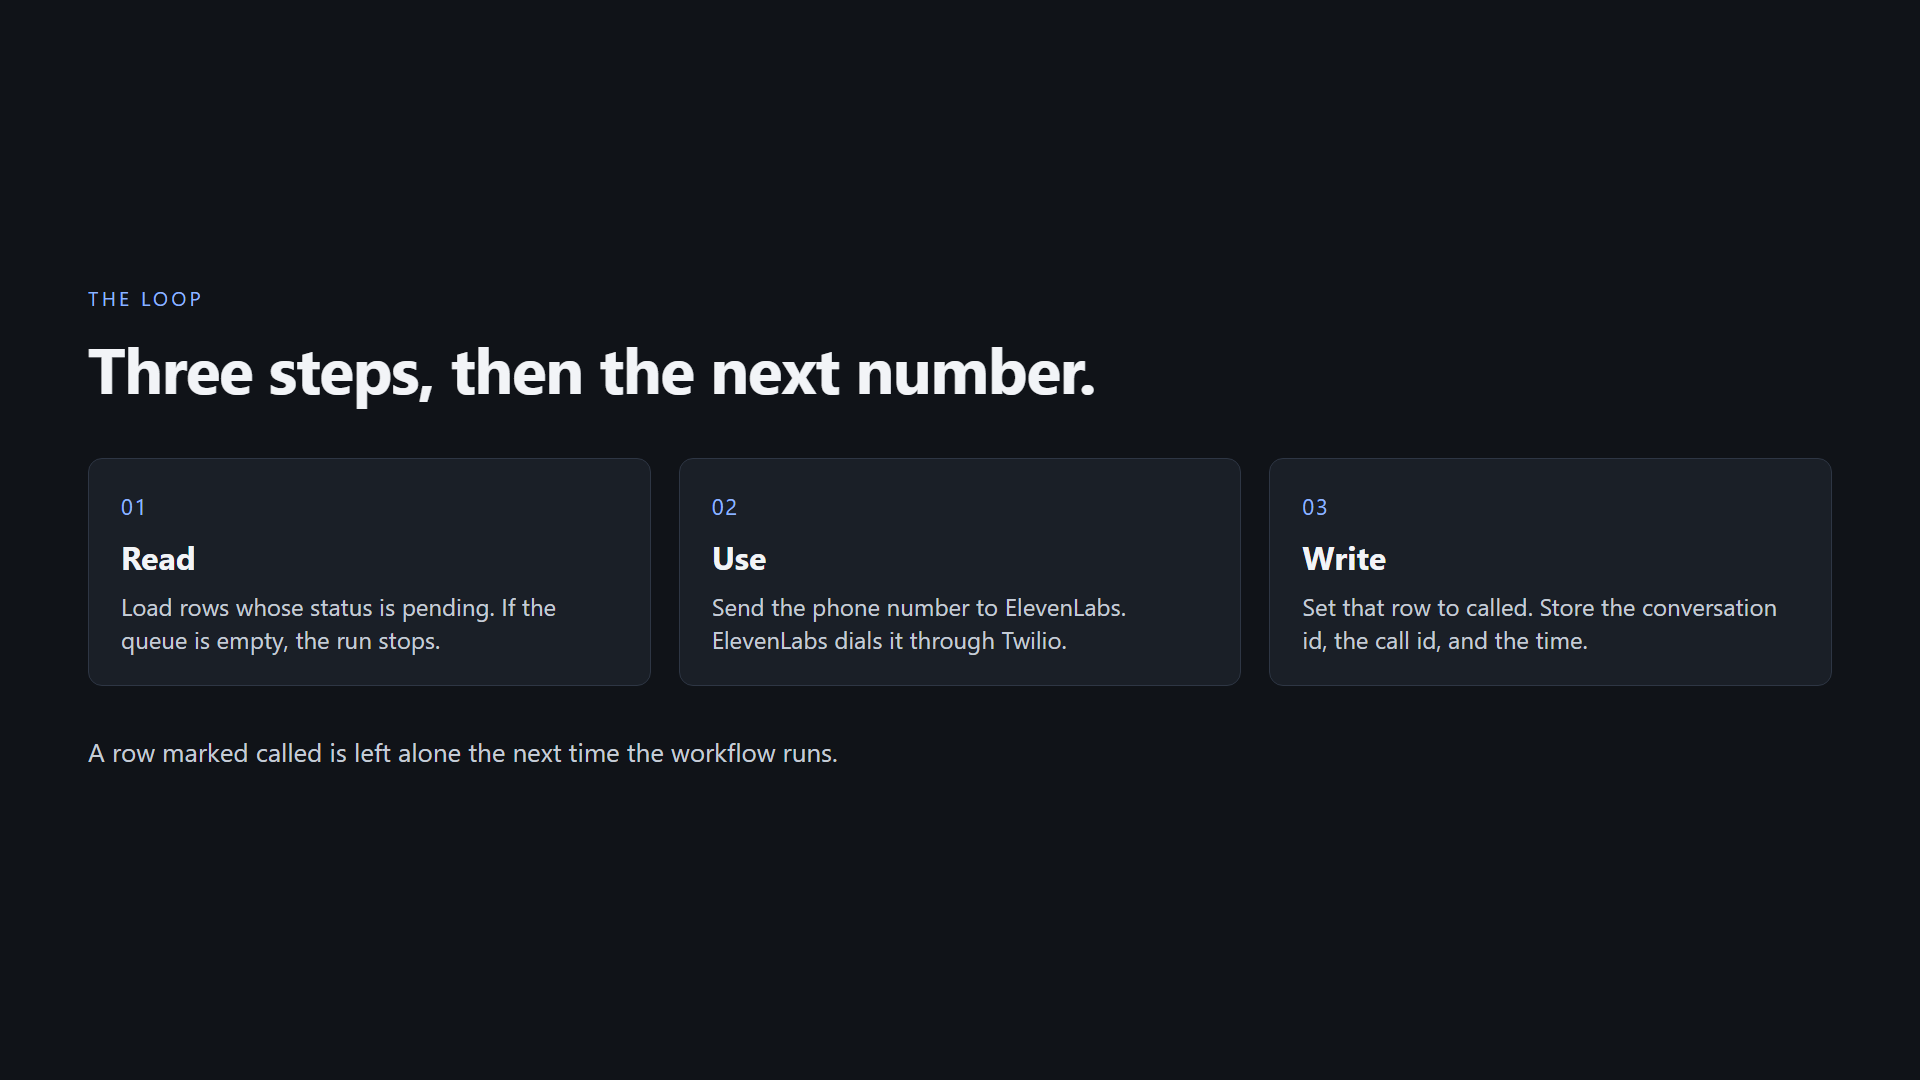 THE LOOP
Three steps, then the next number.
01
Read
Load rows whose status is pending. If the
queue is empty, the run stops.
02
Use
Send the phone number to ElevenLabs.
ElevenLabs dials it through Twilio.
03
Write
Set that row to called. Store the conversation
id, the call id, and the time.
A row marked called is left alone the next time the workflow runs.